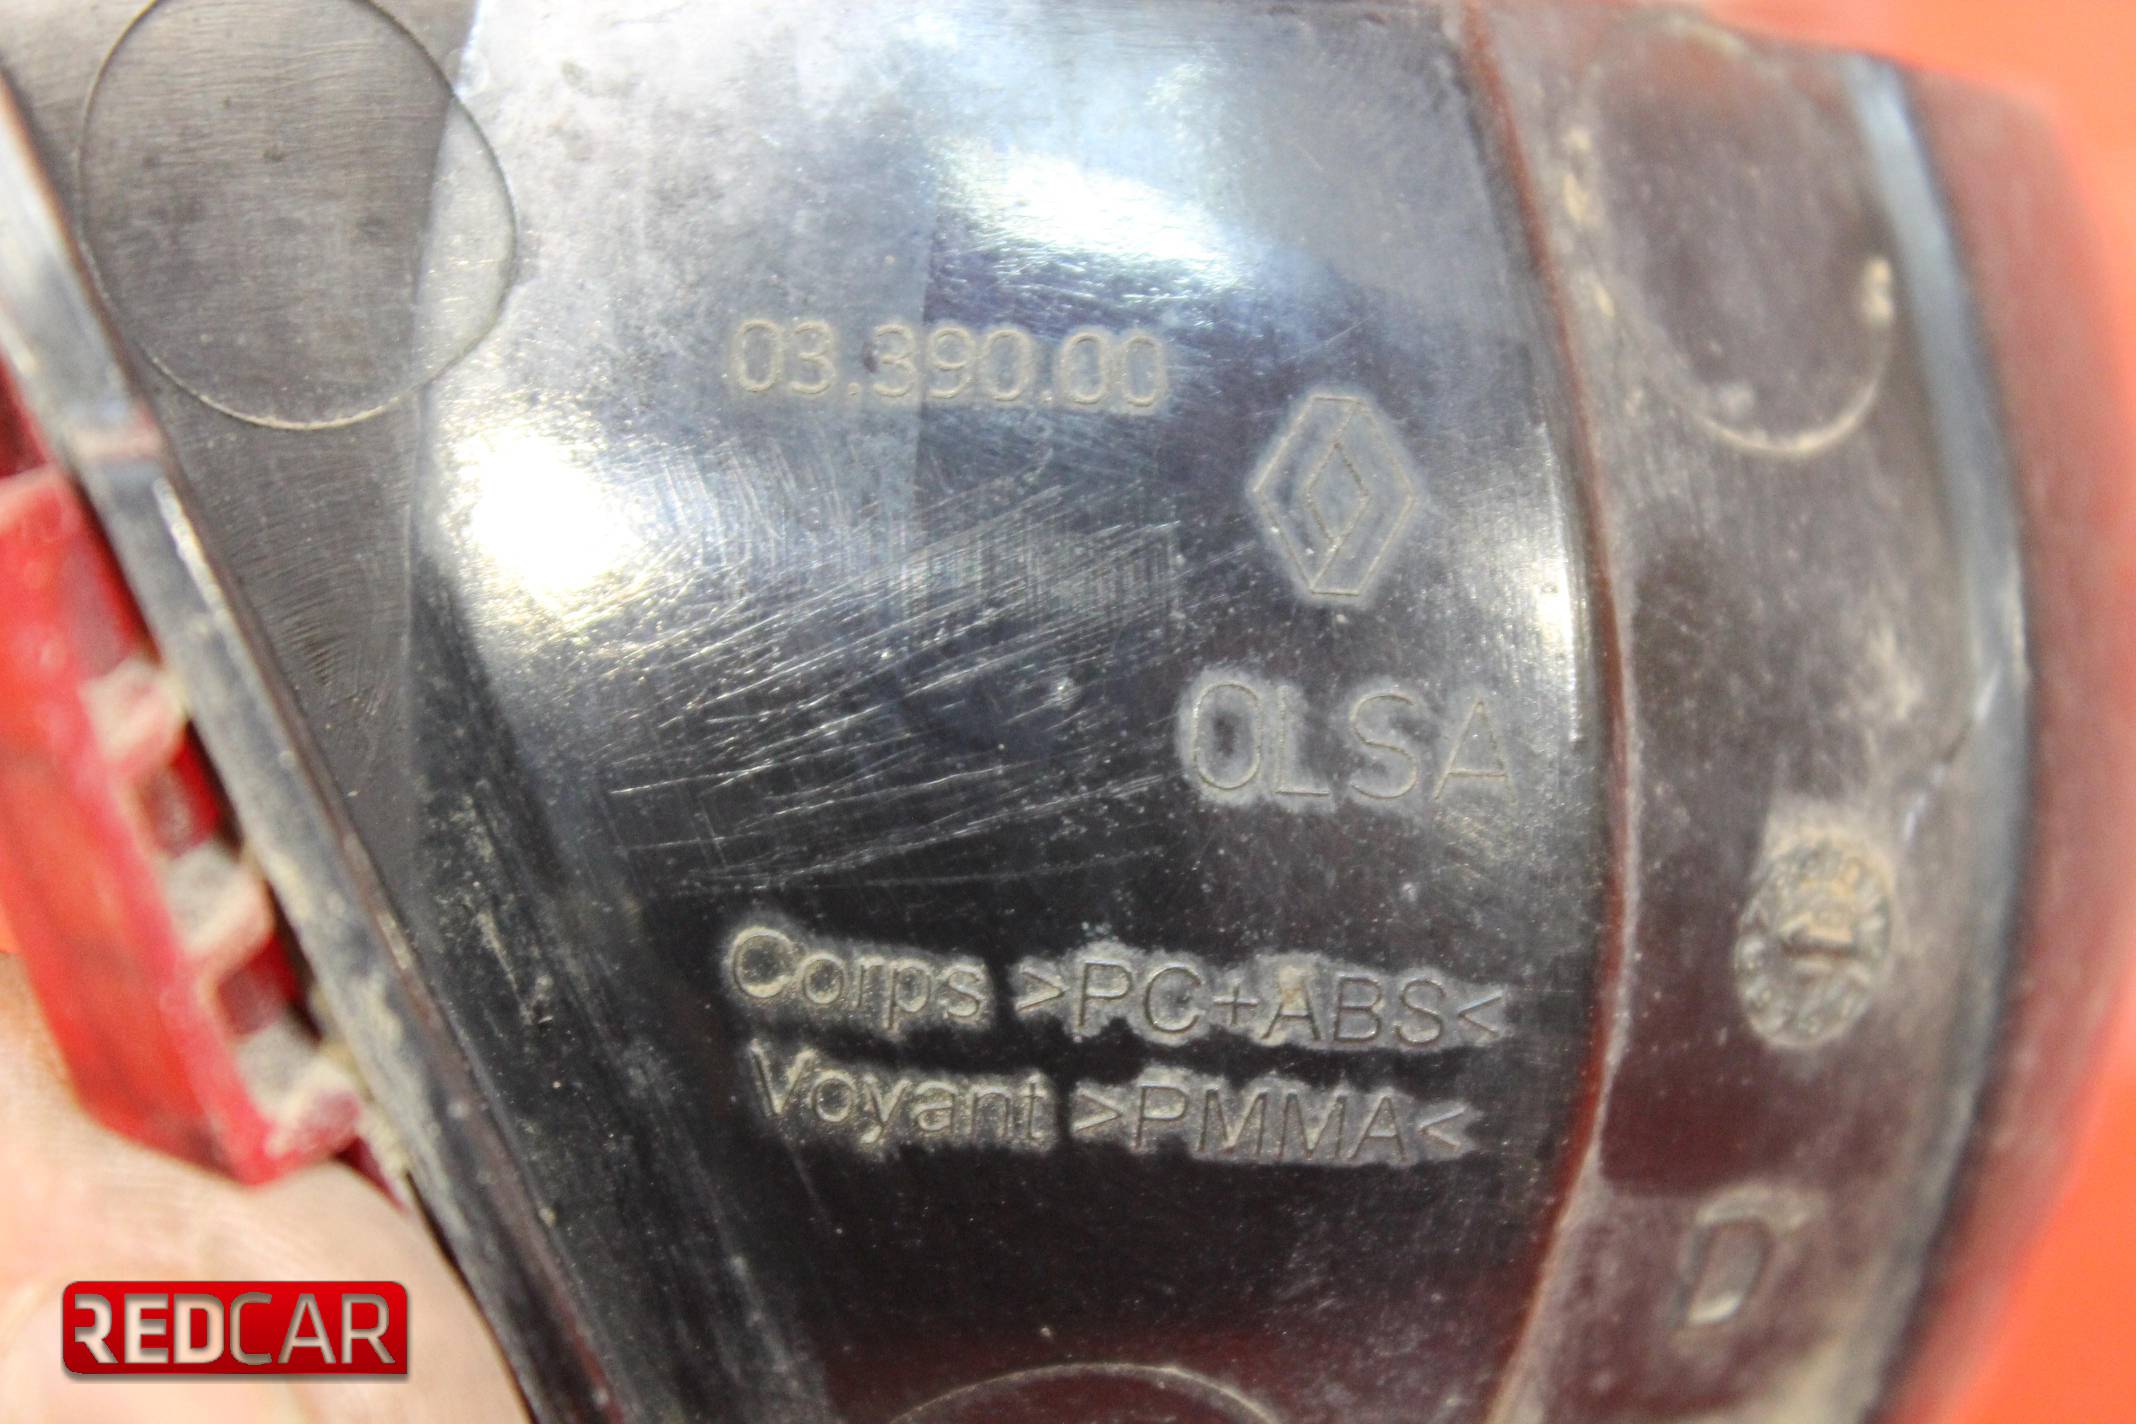 03.390.00
OLSA
Corps >PC+ABS<
Voyant >PMMA<
D
REDCAR